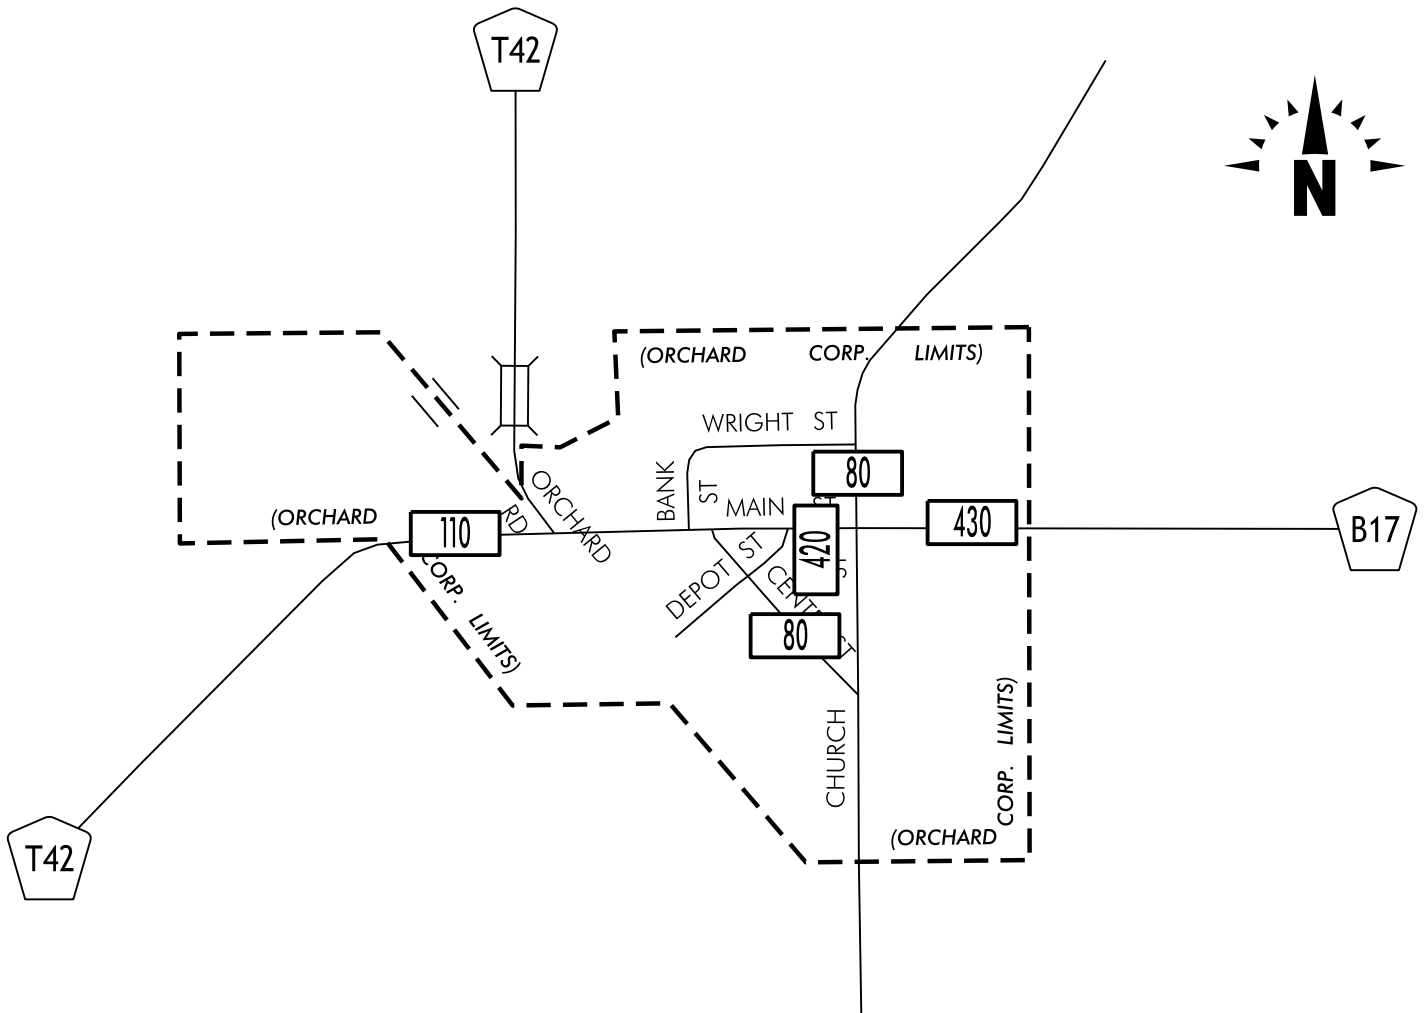 T42
N
(ORCHARD CORP. LIMITS)
WRIGHT ST
80
BANK ST
MAIN ST
ORCHARD RD
(ORCHARD CORP. LIMITS)
110
420
430
B17
DEPOT ST
ST
80
ST
CHURCH
(ORCHARD CORP. LIMITS)
T42